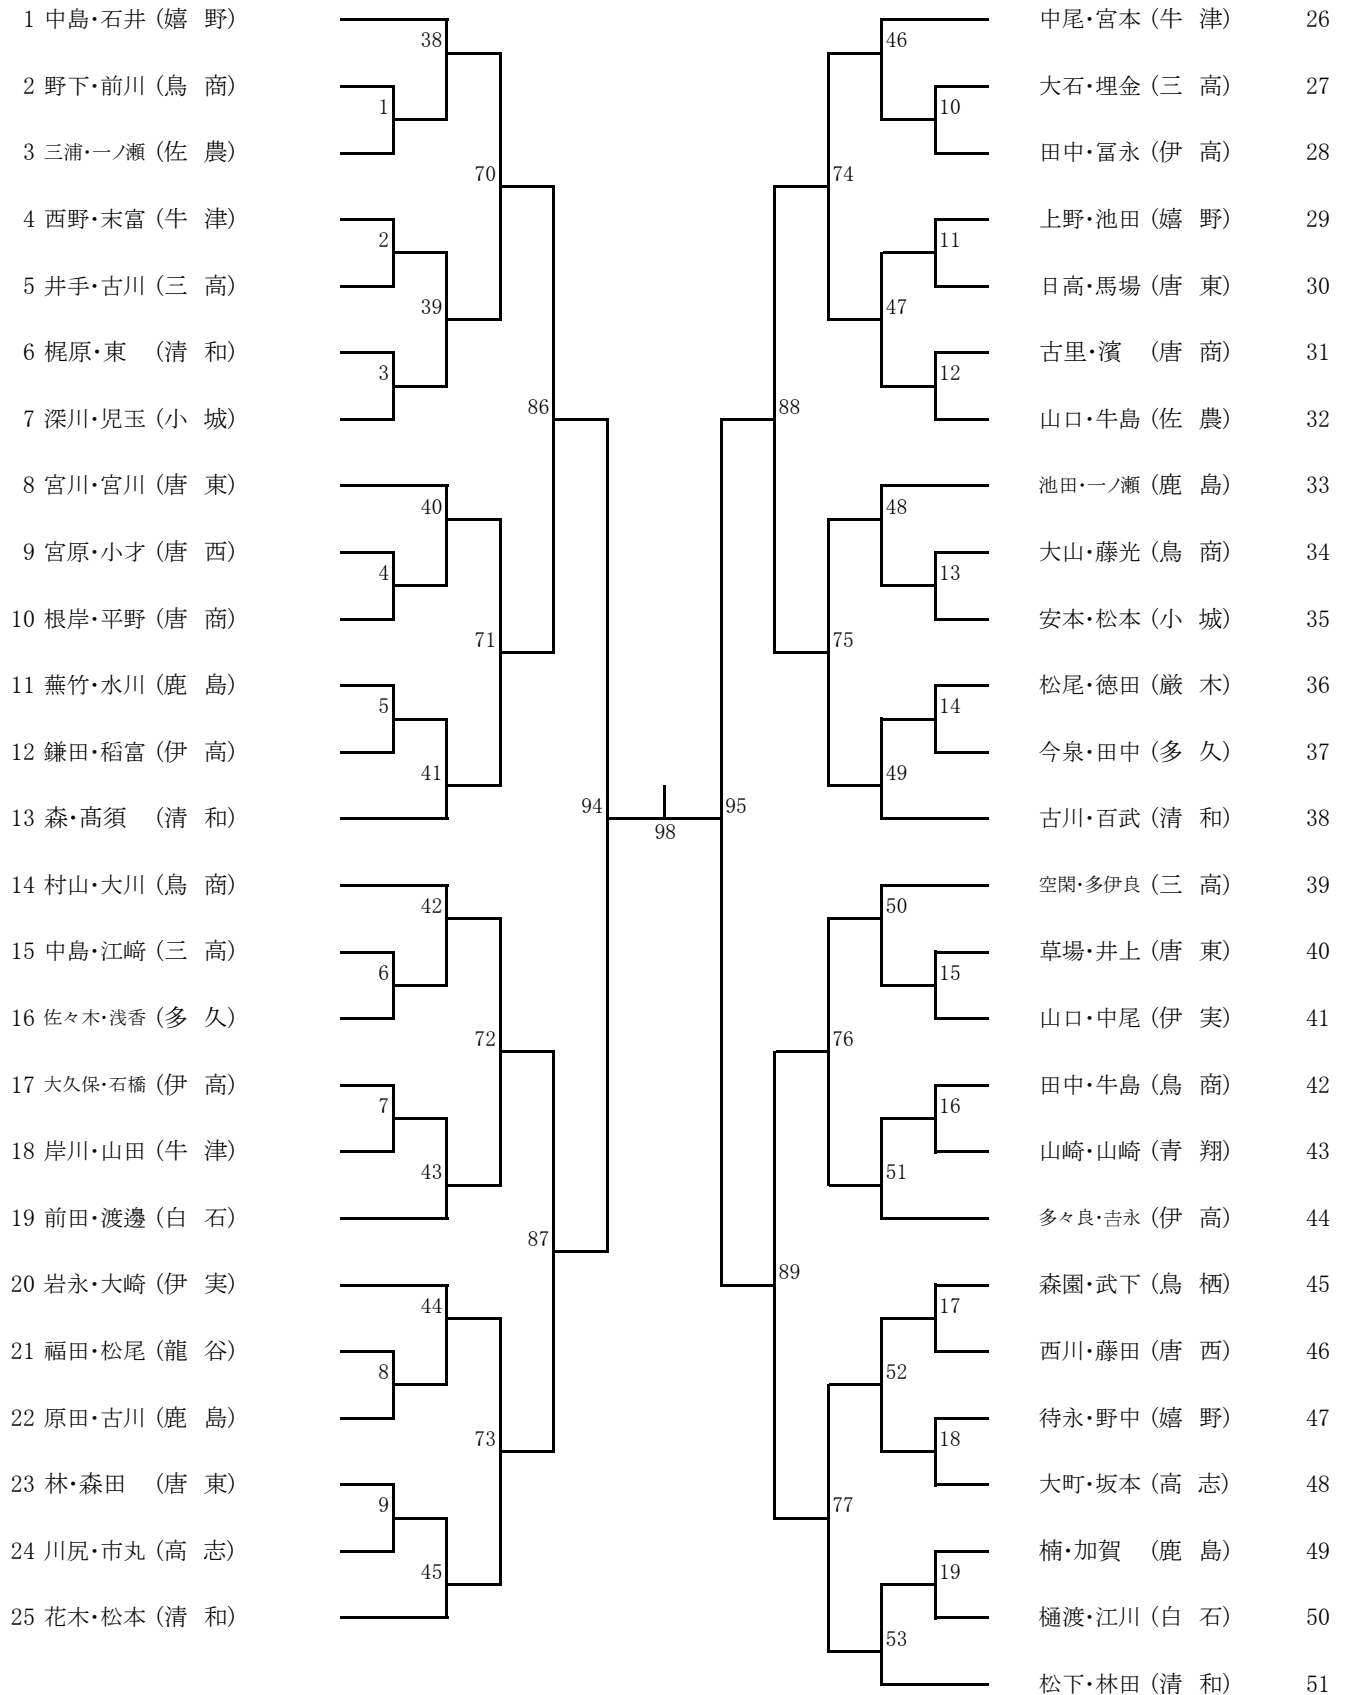 1 中島・石井 (嬉 野)
38
2 野下・前川 (鳥 商)
1
3 三浦・一ノ瀬 (佐 農)
70
4 西野・末富 (牛 津)
2
5 井手・古川 (三 高)
39
6 梶原・東 (清 和)
3
7 深川・児玉 (小 城)
86
8 宮川・宮川 (唐 東)
40
9 宮原・小才 (唐 西)
4
10 根岸・平野 (唐 商)
71
11 蕪竹・水川 (鹿 島)
5
12 鎌田・稲富 (伊 高)
41
13 森・髙須 (清 和)
94
14 村山・大川 (鳥 商)
42
15 中島・江﨑 (三 高)
6
16 佐々木・浅香 (多 久)
72
17 大久保・石橋 (伊 高)
7
18 岸川・山田 (牛 津)
43
19 前田・渡邊 (白 石)
87
20 岩永・大崎 (伊 実)
44
21 福田・松尾 (龍 谷)
8
22 原田・古川 (鹿 島)
73
23 林・森田 (唐 東)
9
24 川尻・市丸 (高 志)
45
25 花木・松本 (清 和)
98
中尾・宮本 (牛 津) 26
46
大石・埋金 (三 高) 27
10
田中・冨永 (伊 高) 28
74
上野・池田 (嬉 野) 29
11
日高・馬場 (唐 東) 30
47
古里・濱 (唐 商) 31
12
山口・牛島 (佐 農) 32
88
池田・一ノ瀬 (鹿 島) 33
48
大山・藤光 (鳥 商) 34
13
安本・松本 (小 城) 35
75
松尾・徳田 (厳 木) 36
14
今泉・田中 (多 久) 37
49
古川・百武 (清 和) 38
95
空閑・多伊良 (三 高) 39
50
草場・井上 (唐 東) 40
15
山口・中尾 (伊 実) 41
76
田中・牛島 (鳥 商) 42
16
山崎・山崎 (青 翔) 43
51
多々良・𠮷永 (伊 高) 44
89
森園・武下 (鳥 栖) 45
17
西川・藤田 (唐 西) 46
52
待永・野中 (嬉 野) 47
18
大町・坂本 (高 志) 48
77
楠・加賀 (鹿 島) 49
19
樋渡・江川 (白 石) 50
53
松下・林田 (清 和) 51